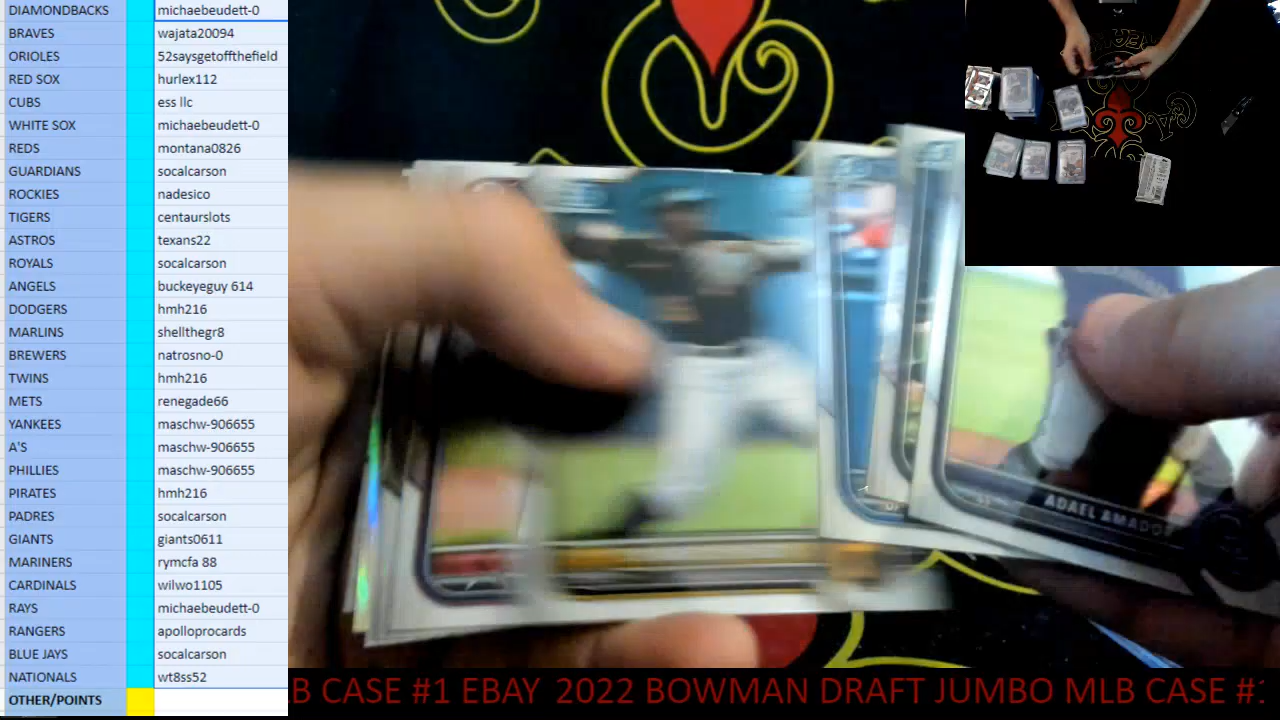 DIAMONDBACKS michaebeudett-0
BRAVES wajata20094
ORIOLES 52saysgetoffthefield
RED SOX hurlex112
CUBS ess llc
WHITE SOX michaebeudett-0
REDS montana0826
GUARDIANS socalcarson
ROCKIES nadesico
TIGERS centaurslots
ASTROS texans22
ROYALS socalcarson
ANGELS buckeyeguy 614
DODGERS hmh216
MARLINS shellthegr8
BREWERS natrosno-0
TWINS hmh216
METS renegade66
YANKEES maschw-906655
A'S maschw-906655
PHILLIES maschw-906655
PIRATES hmh216
PADRES socalcarson
GIANTS giants0611
MARINERS rymcfa 88
CARDINALS wilwo1105
RAYS michaebeudett-0
RANGERS apolloprocards
BLUE JAYS socalcarson
NATIONALS wt8ss52
OTHER/POINTS
ADAEL AMADOR
B CASE #1 EBAY 2022 BOWMAN DRAFT JUMBO MLB CASE #1